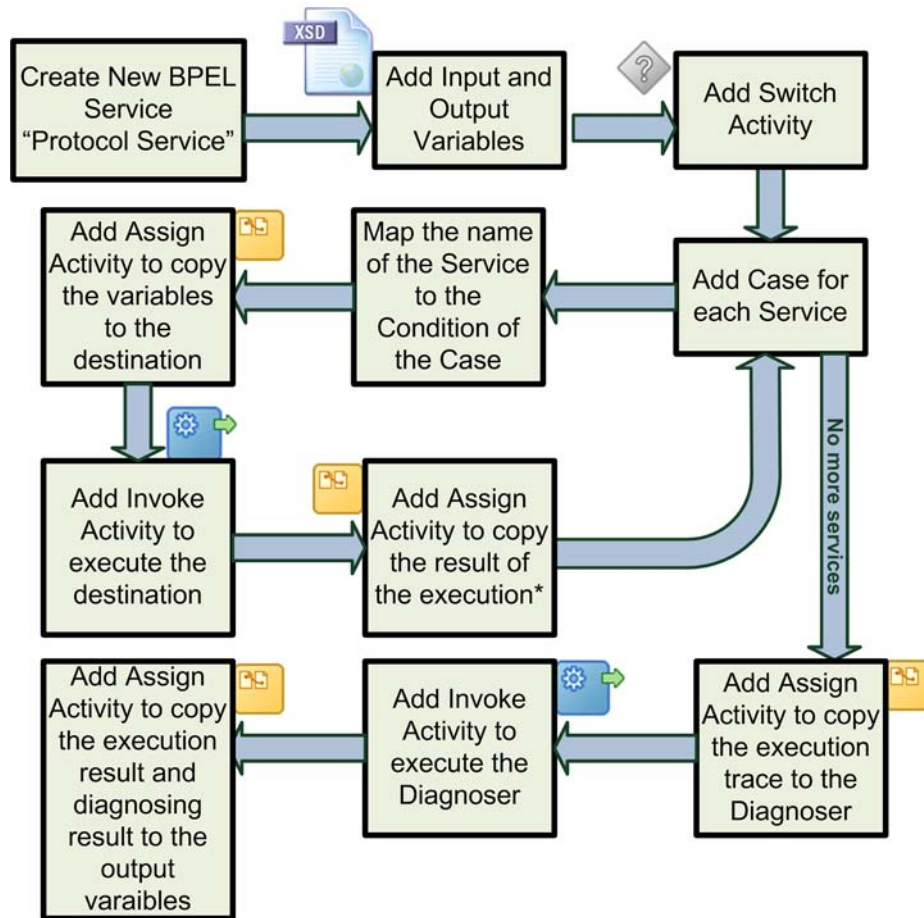 XSD
Create New BPEL
Service
“Protocol Service”
Add Input and
Output
Variables
?
Add Switch
Activity
Add Assign
Activity to copy
the variables
to the
destination
Map the name
of the Service
to the
Condition of
the Case
Add Case for
each Service
Add Invoke
Activity to
execute the
destination
Add Assign
Activity to copy
the result of
the execution*
No more services
Add Assign
Activity to copy
the execution
result and
diagnosing
result to the
output
varaibles
Add Invoke
Activity to
execute the
Diagnoser
Add Assign
Activity to copy
the execution
trace to the
Diagnoser